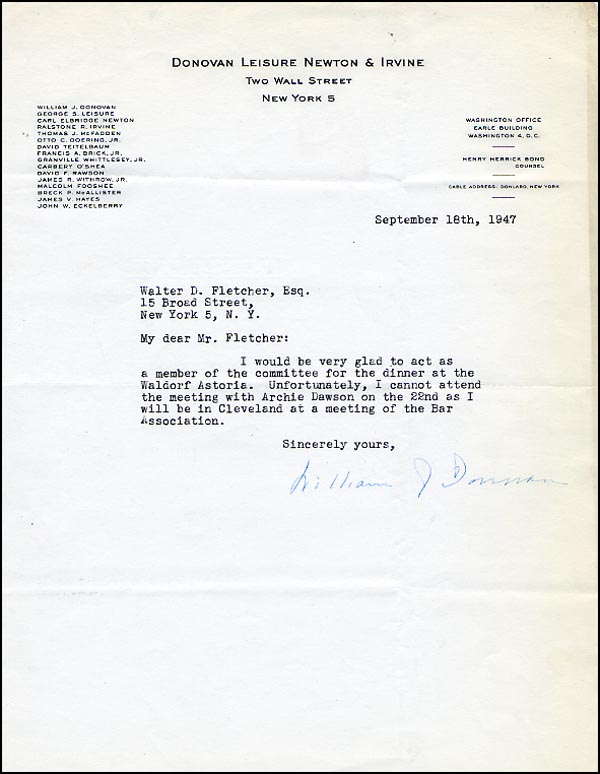 DONOVAN LEISURE NEWTON & IRVINE
TWO WALL STREET
NEW YORK 5
WILLIAM J. DONOVAN
GEORGE S. LEISURE
CARL ELBRIDGE NEWTON
RALSTONE R. IRVINE
THOMAS J. McFADDEN
OTTO C. DOERING, JR.
DAVID TEITELBAUM
FRANCIS A. BRICK, JR.
GRANVILLE WHITTLESEY, JR.
CARBERY O'SHEA
DAVID F. RAWSON
JAMES R. WITHROW, JR.
MALCOLM FOOSHEE
BRECK P. McALLISTER
JAMES V. HAYES
JOHN W. ECKELBERRY
WASHINGTON OFFICE
EARLE BUILDING
WASHINGTON 4, D.C.
HENRY HERRICK BOND
COUNSEL
CABLE ADDRESS: DONLARD, NEW YORK
September 18th, 1947
Walter D. Fletcher, Esq.
15 Broad Street,
New York 5, N. Y.
My dear Mr. Fletcher:
I would be very glad to act as
a member of the committee for the dinner at the
Waldorf Astoria. Unfortunately, I cannot attend
the meeting with Archie Dawson on the 22nd as I
will be in Cleveland at a meeting of the Bar
Association.
Sincerely yours,
William J Donovan